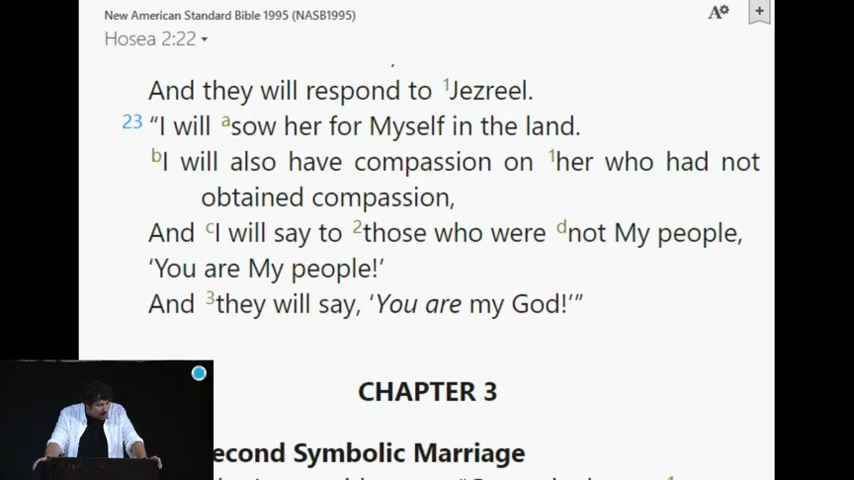 New American Standard Bible 1995 (NASB1995)
Hosea 2:22
And they will respond to 1Jezreel.
23 “I will asow her for Myself in the land.
bI will also have compassion on 1her who had not
obtained compassion,
And cI will say to 2those who were dnot My people,
‘You are My people!’
And 3they will say, ‘You are my God!’”
CHAPTER 3
Second Symbolic Marriage